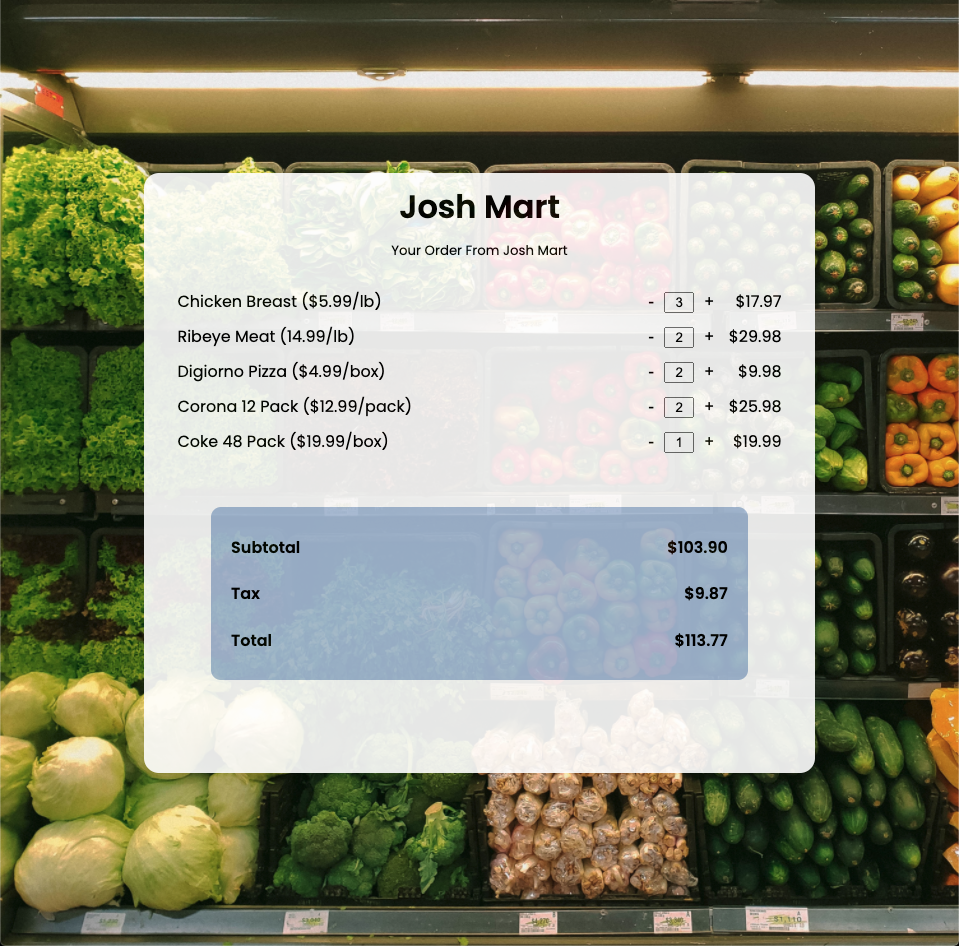 Josh Mart
Your Order From Josh Mart
Chicken Breast ($5.99/lb) - 3 + $17.97
Ribeye Meat (14.99/lb) - 2 + $29.98
Digiorno Pizza ($4.99/box) - 2 + $9.98
Corona 12 Pack ($12.99/pack) - 2 + $25.98
Coke 48 Pack ($19.99/box) - 1 + $19.99
Subtotal $103.90
Tax $9.87
Total $113.77